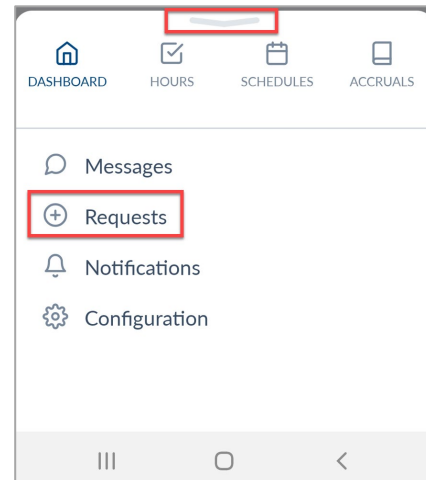 DASHBOARD HOURS SCHEDULES ACCRUALS
Messages
Requests
Notifications
Configuration